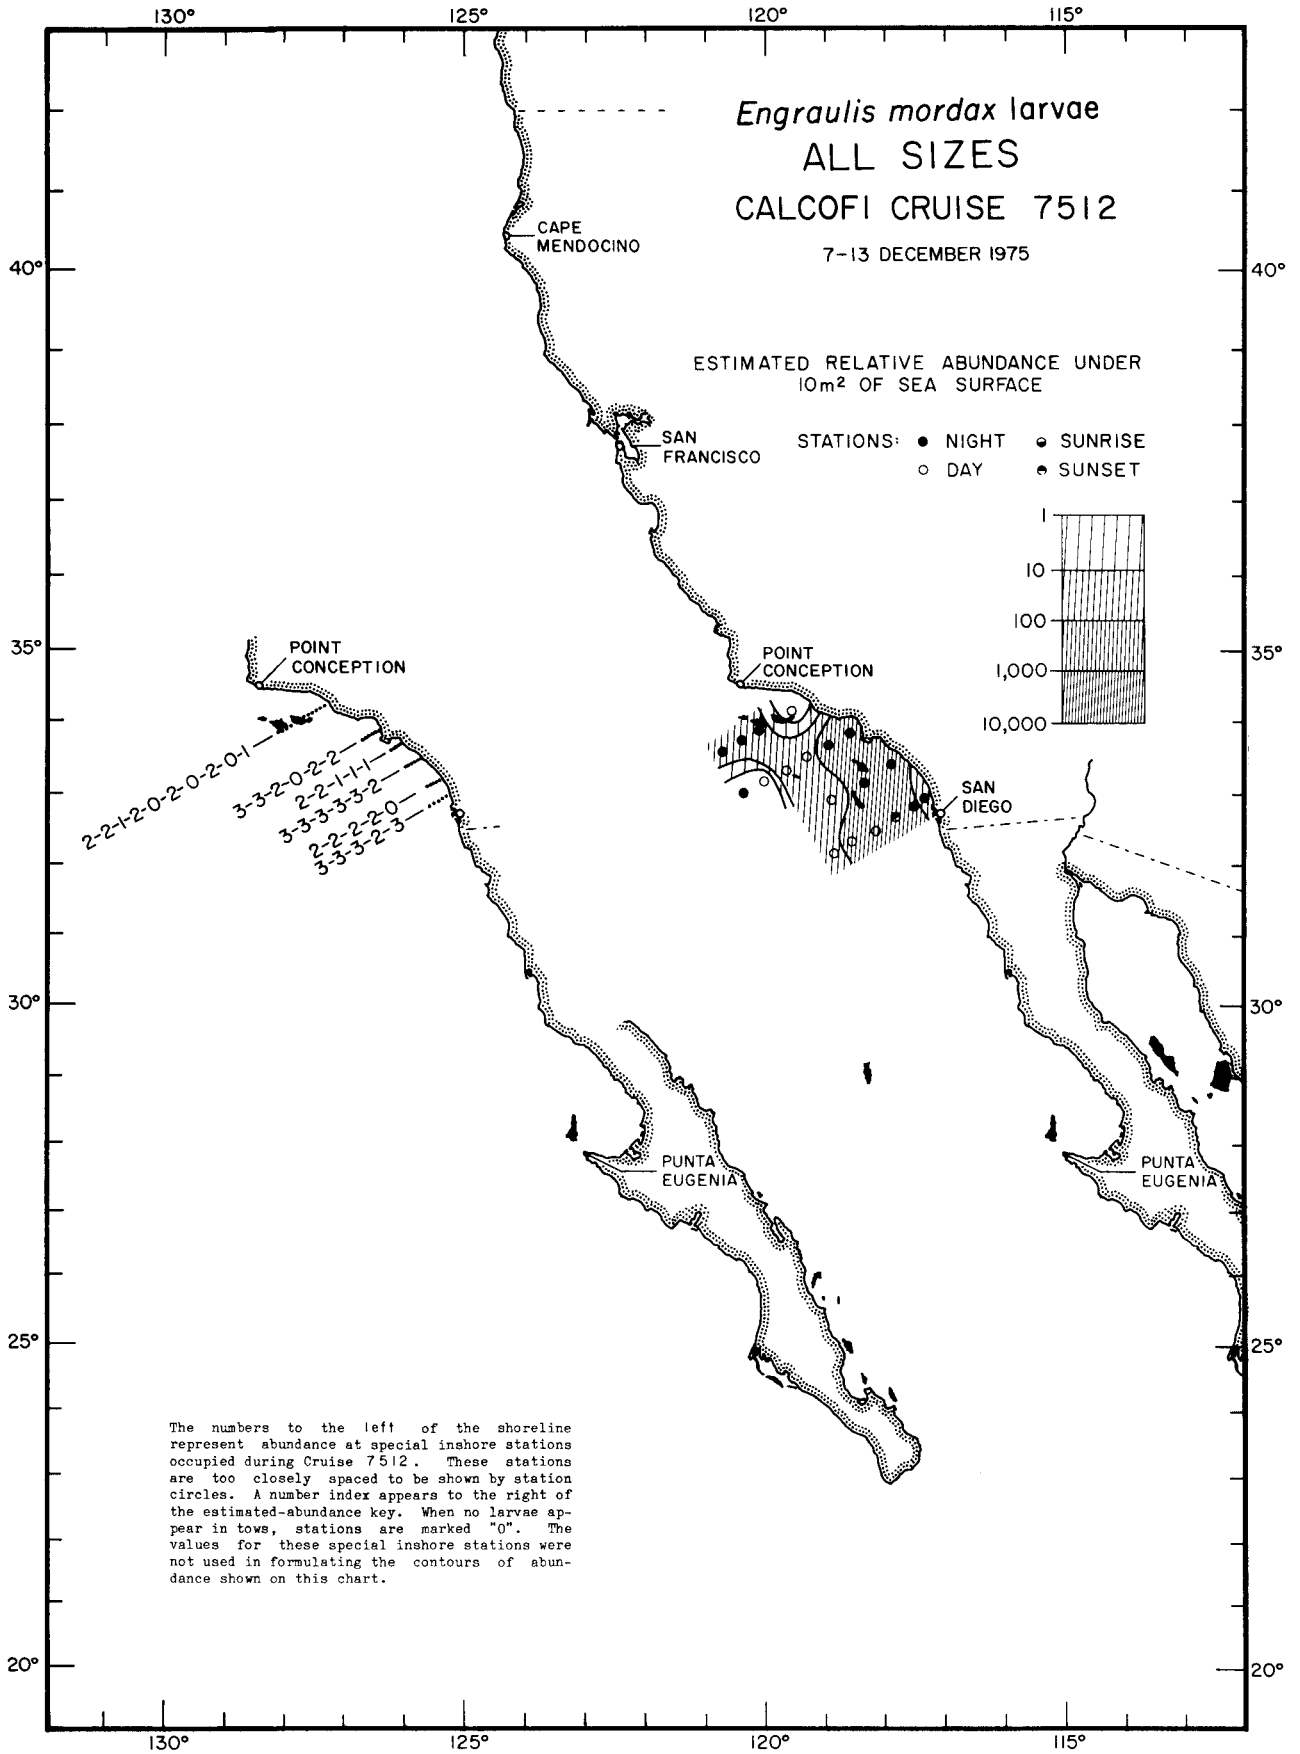 130° 125° 120° 115°
Engraulis mordax larvae
ALL SIZES
CALCOFI CRUISE 7512
7-13 DECEMBER 1975
CAPE
MENDOCINO
40° 40°
ESTIMATED RELATIVE ABUNDANCE UNDER
10m² OF SEA SURFACE
STATIONS: ● NIGHT ◒ SUNRISE
○ DAY ◓ SUNSET
SAN
FRANCISCO
1
10
100
1,000
10,000
35° 35°
POINT
CONCEPTION
POINT
CONCEPTION
2-2-1-2-0-2-0-2-0-1
3-3-2-0-2-2
2-2-1-1-1
3-3-3-3-3-2
2-2-2-2-0
3-3-3-2-3
SAN
DIEGO
30° 30°
PUNTA
EUGENIA
PUNTA
EUGENIA
25° 25°
The numbers to the left of the shoreline
represent abundance at special inshore stations
occupied during Cruise 7512. These stations
are too closely spaced to be shown by station
circles. A number index appears to the right of
the estimated-abundance key. When no larvae ap-
pear in tows, stations are marked "0". The
values for these special inshore stations were
not used in formulating the contours of abun-
dance shown on this chart.
20° 20°
130° 125° 120° 115°